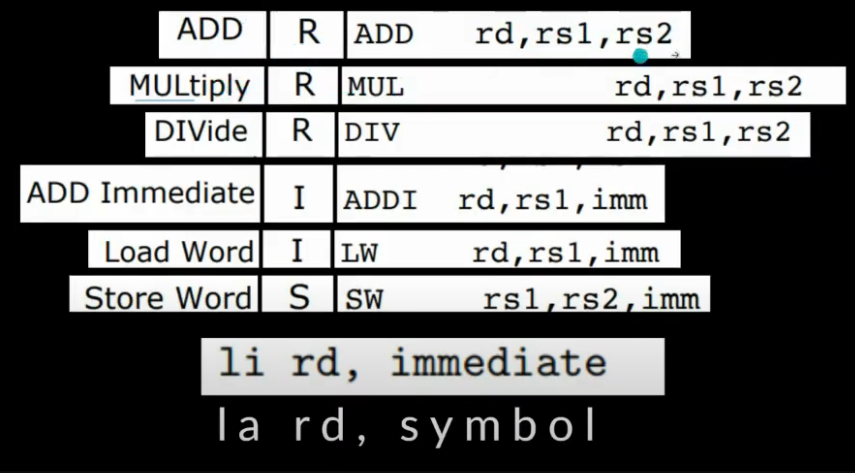 ADD R ADD rd,rs1,rs2
MULtiply R MUL rd,rs1,rs2
DIVide R DIV rd,rs1,rs2
ADD Immediate I ADDI rd,rs1,imm
Load Word I LW rd,rs1,imm
Store Word S SW rs1,rs2,imm
li rd, immediate
la rd, symbol